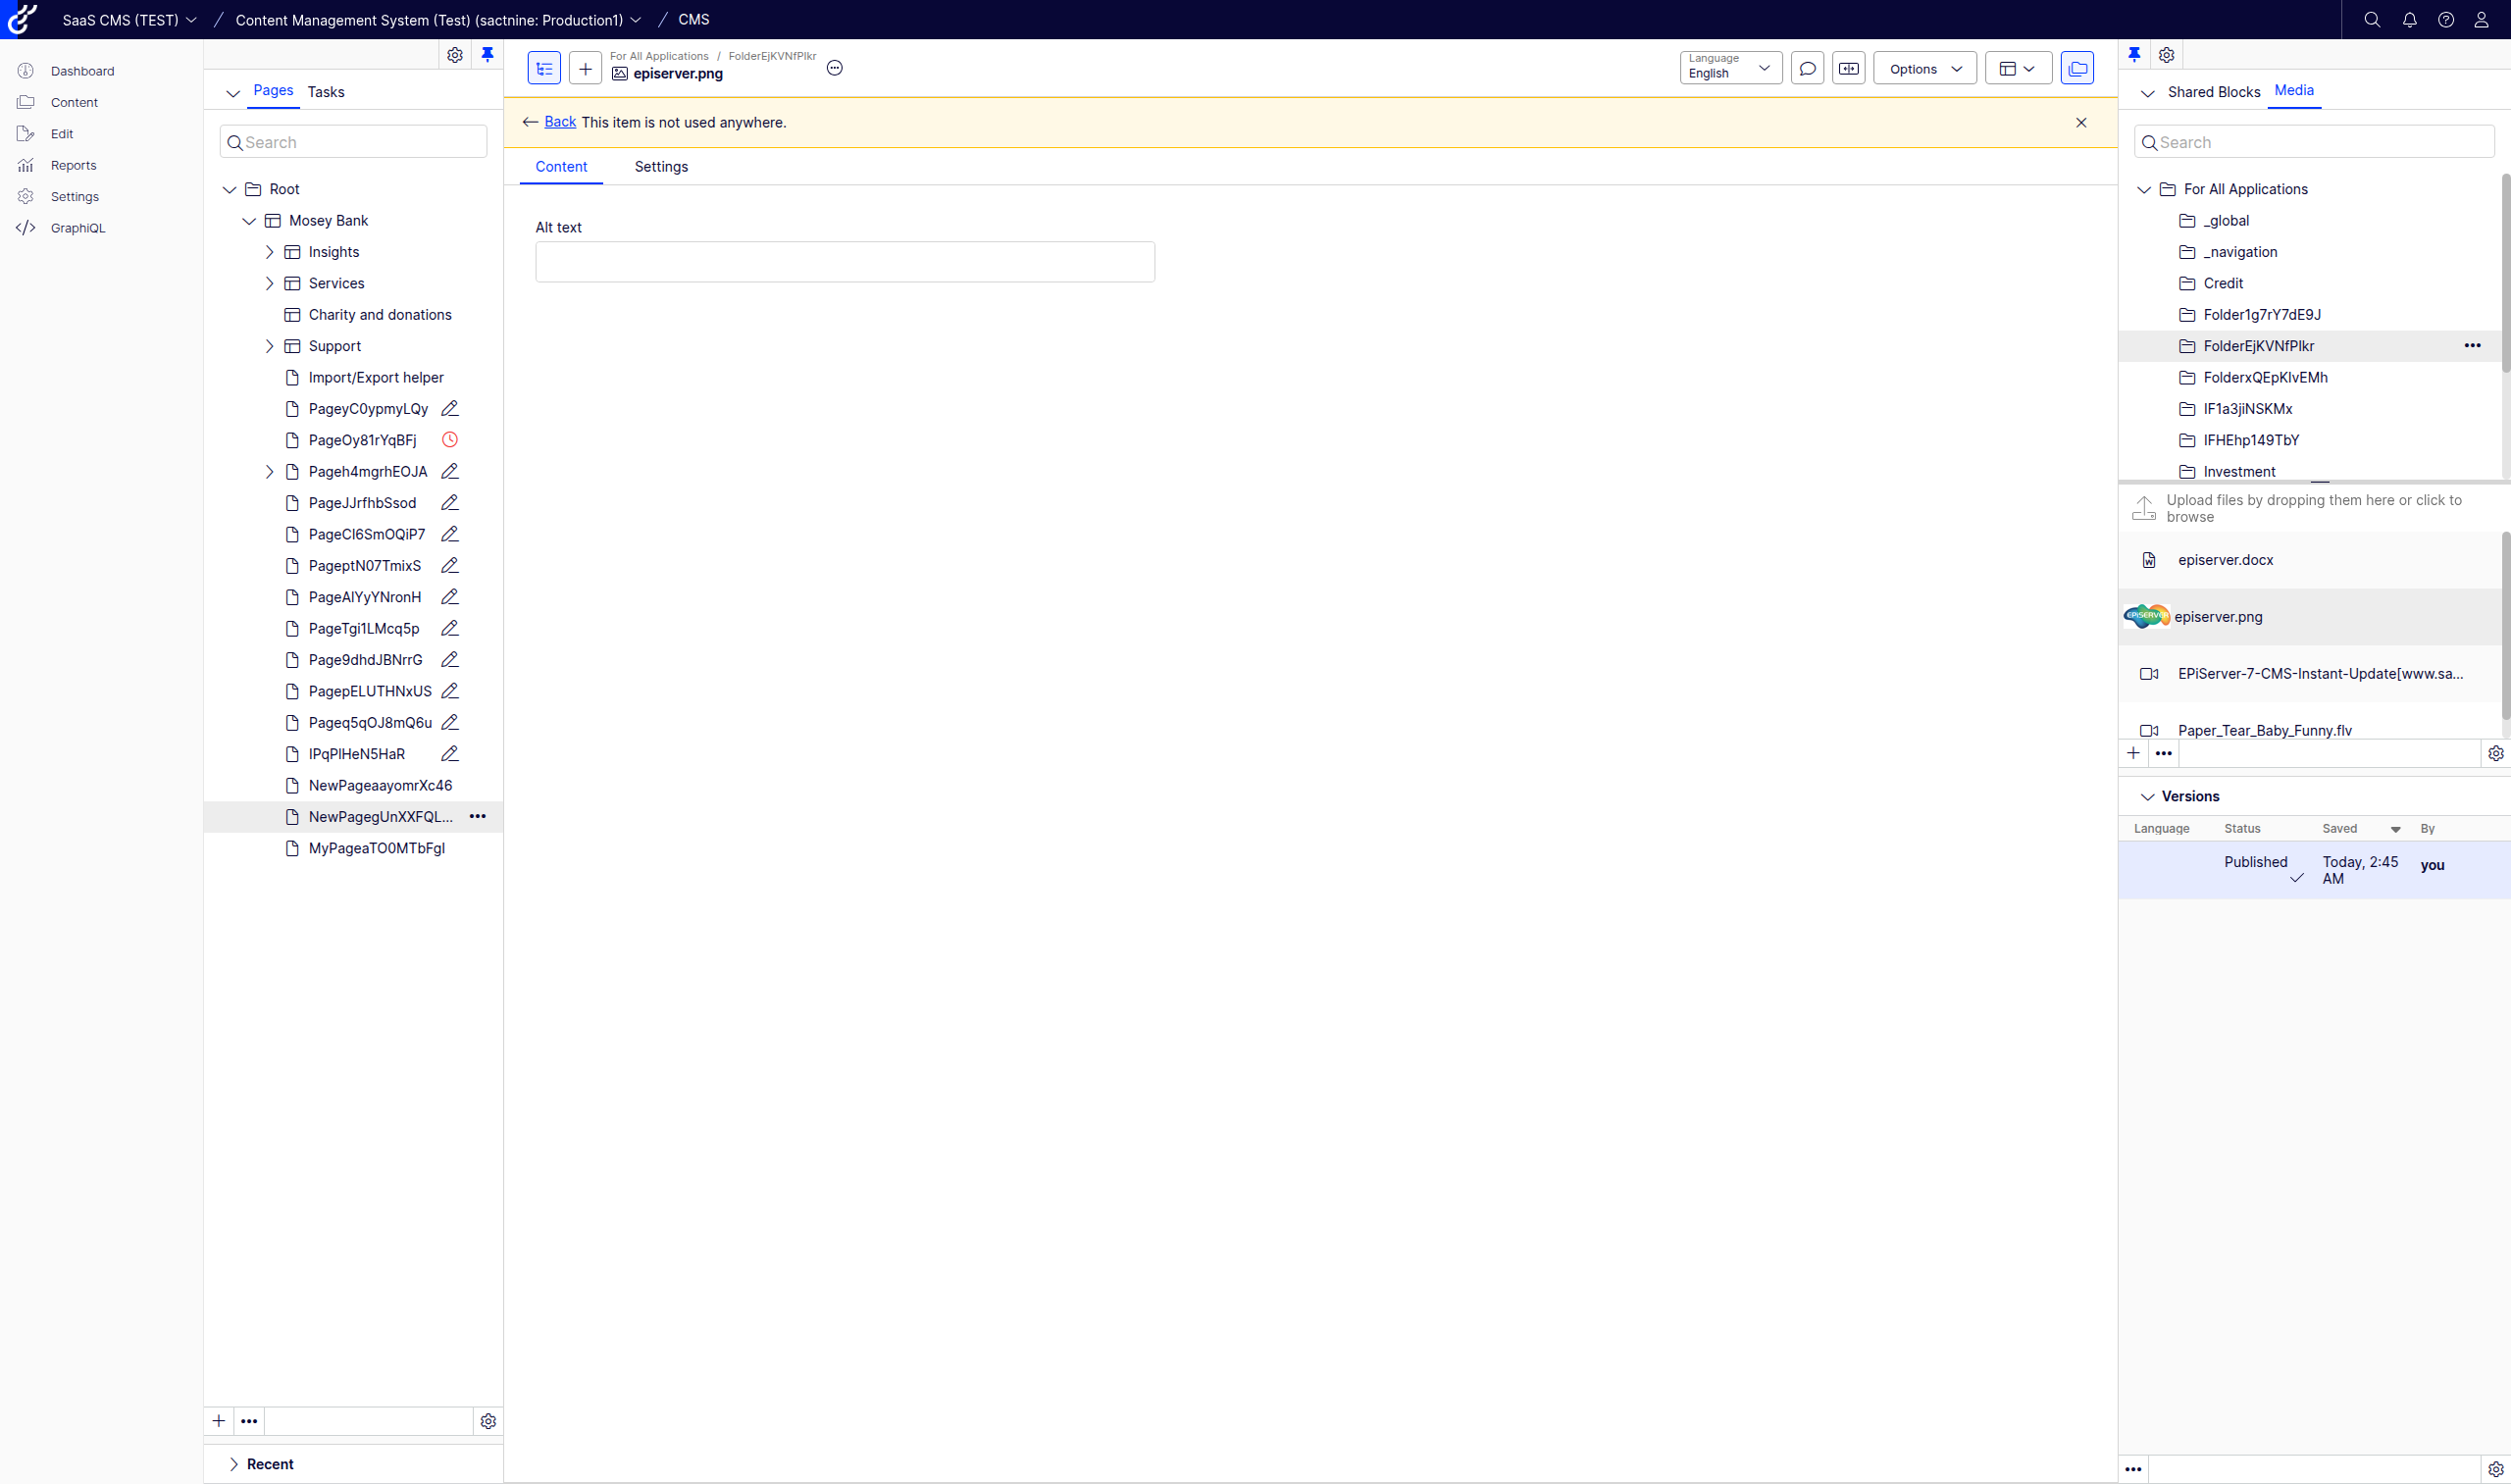 SaaS CMS (TEST) / Content Management System (Test) (sactnine: Production1) / CMS
Dashboard
Content
Edit
Reports
Settings
GraphiQL
Pages Tasks
Search
Root
Mosey Bank
Insights
Services
Charity and donations
Support
Import/Export helper
PageyC0ypmyLQy
PageOy81rYqBFj
Pageh4mgrhEOJA
PageJJrfhbSsod
PageCl6SmOQiP7
PageptN07TmixS
PageAlYyYNronH
PageTgi1LMcq5p
Page9dhdJBNrrG
PagepELUTHNxUS
Pageq5qOJ8mQ6u
IPqPlHeN5HaR
NewPageaayomrXc46
NewPagegUnXXFQL...
MyPageaTO0MTbFgI
Recent
For All Applications / FolderEjKVNfPlkr
episerver.png
Language
English
Options
Back This item is not used anywhere.
Content Settings
Alt text
Shared Blocks Media
Search
For All Applications
_global
_navigation
Credit
Folder1g7rY7dE9J
FolderEjKVNfPlkr
FolderxQEpKlvEMh
IF1a3jiNSKMx
IFHEhp149TbY
Investment
Upload files by dropping them here or click to
browse
episerver.docx
EPiSERVER
episerver.png
EPiServer-7-CMS-Instant-Update[www.sa...
Paper_Tear_Baby_Funny.flv
Versions
Language Status Saved By
Published Today, 2:45 you
AM